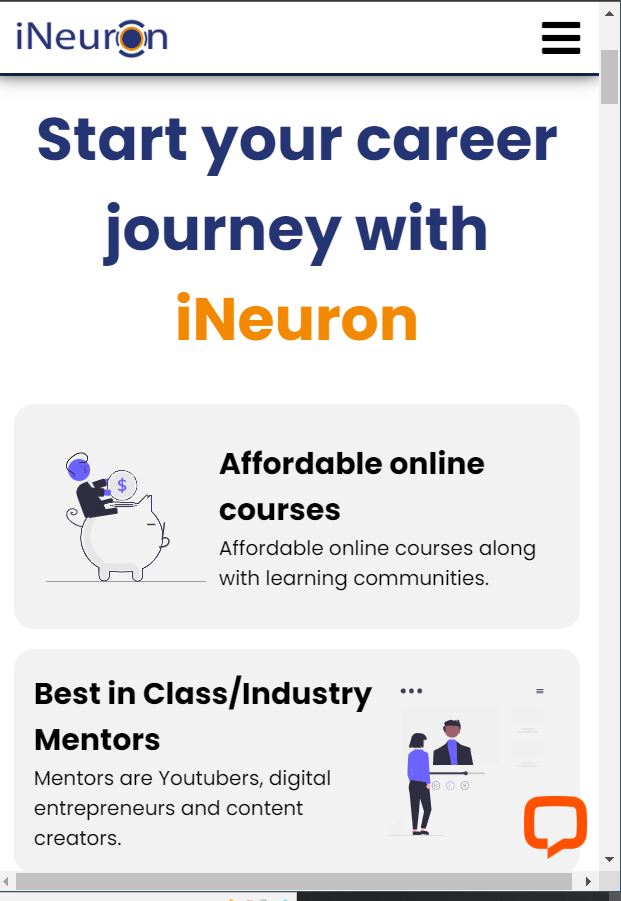 iNeuron
Start your career
journey with
iNeuron
$
Affordable online
courses
Affordable online courses along
with learning communities.
Best in Class/Industry
Mentors
Mentors are Youtubers, digital
entrepreneurs and content
creators.